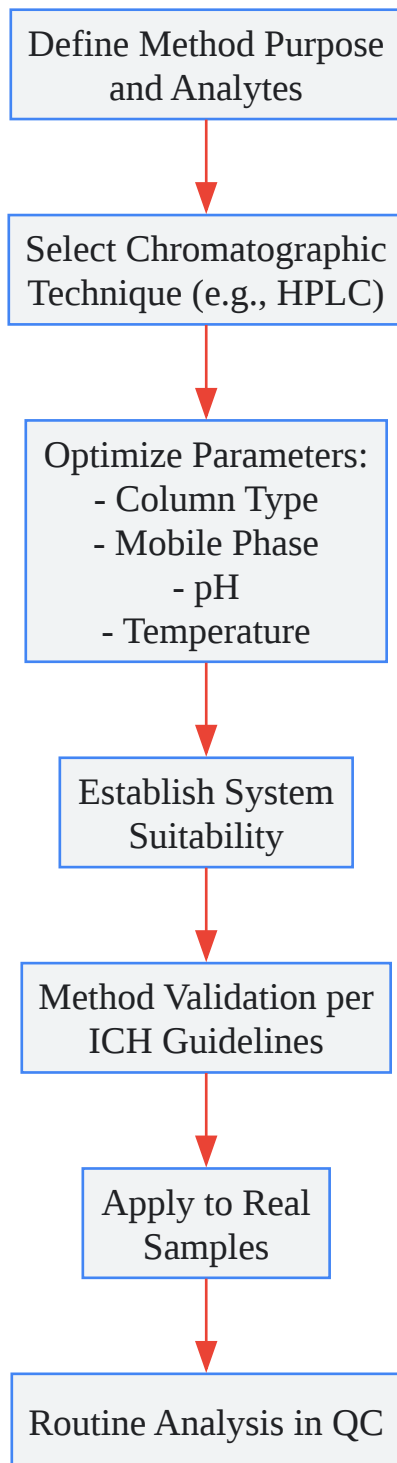 Define Method Purpose
and Analytes
Select Chromatographic
Technique (e.g., HPLC)
Optimize Parameters:
- Column Type
- Mobile Phase
- pH
- Temperature
Establish System
Suitability
Method Validation per
ICH Guidelines
Apply to Real
Samples
Routine Analysis in QC